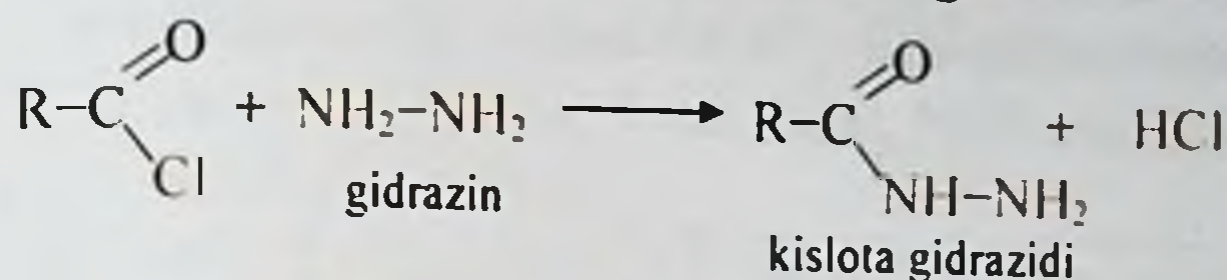 R–C(=O)–Cl + NH₂–NH₂ ⟶ R–C(=O)–NH–NH₂ + HCl
gidrazin
kislota gidrazidi